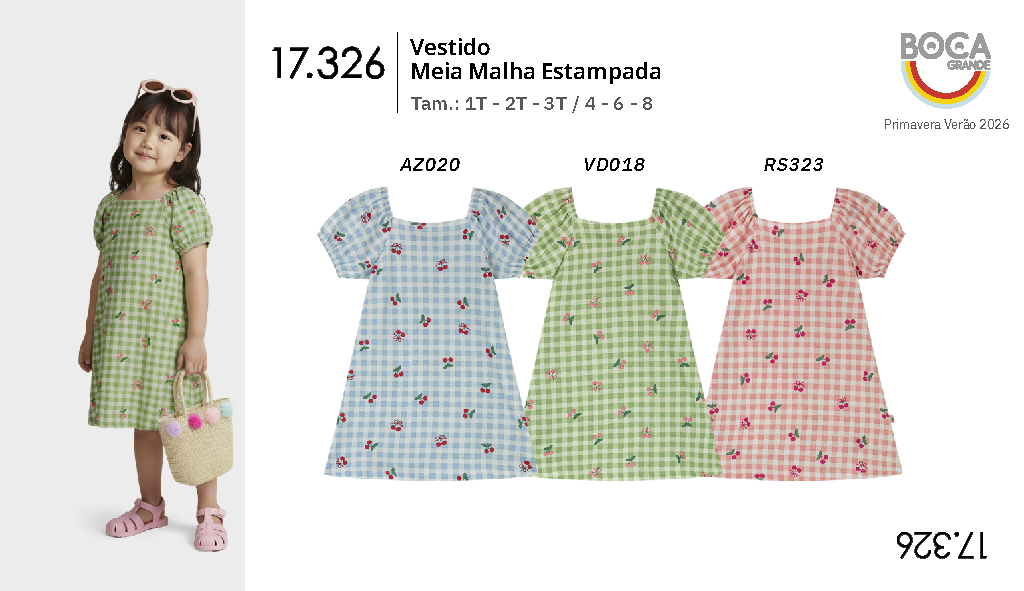 17.326
Vestido
Meia Malha Estampada
Tam.: 1T - 2T - 3T / 4 - 6 - 8
BOCA
GRANDE
Primavera Verão 2026
AZ020
VD018
RS323
17.326